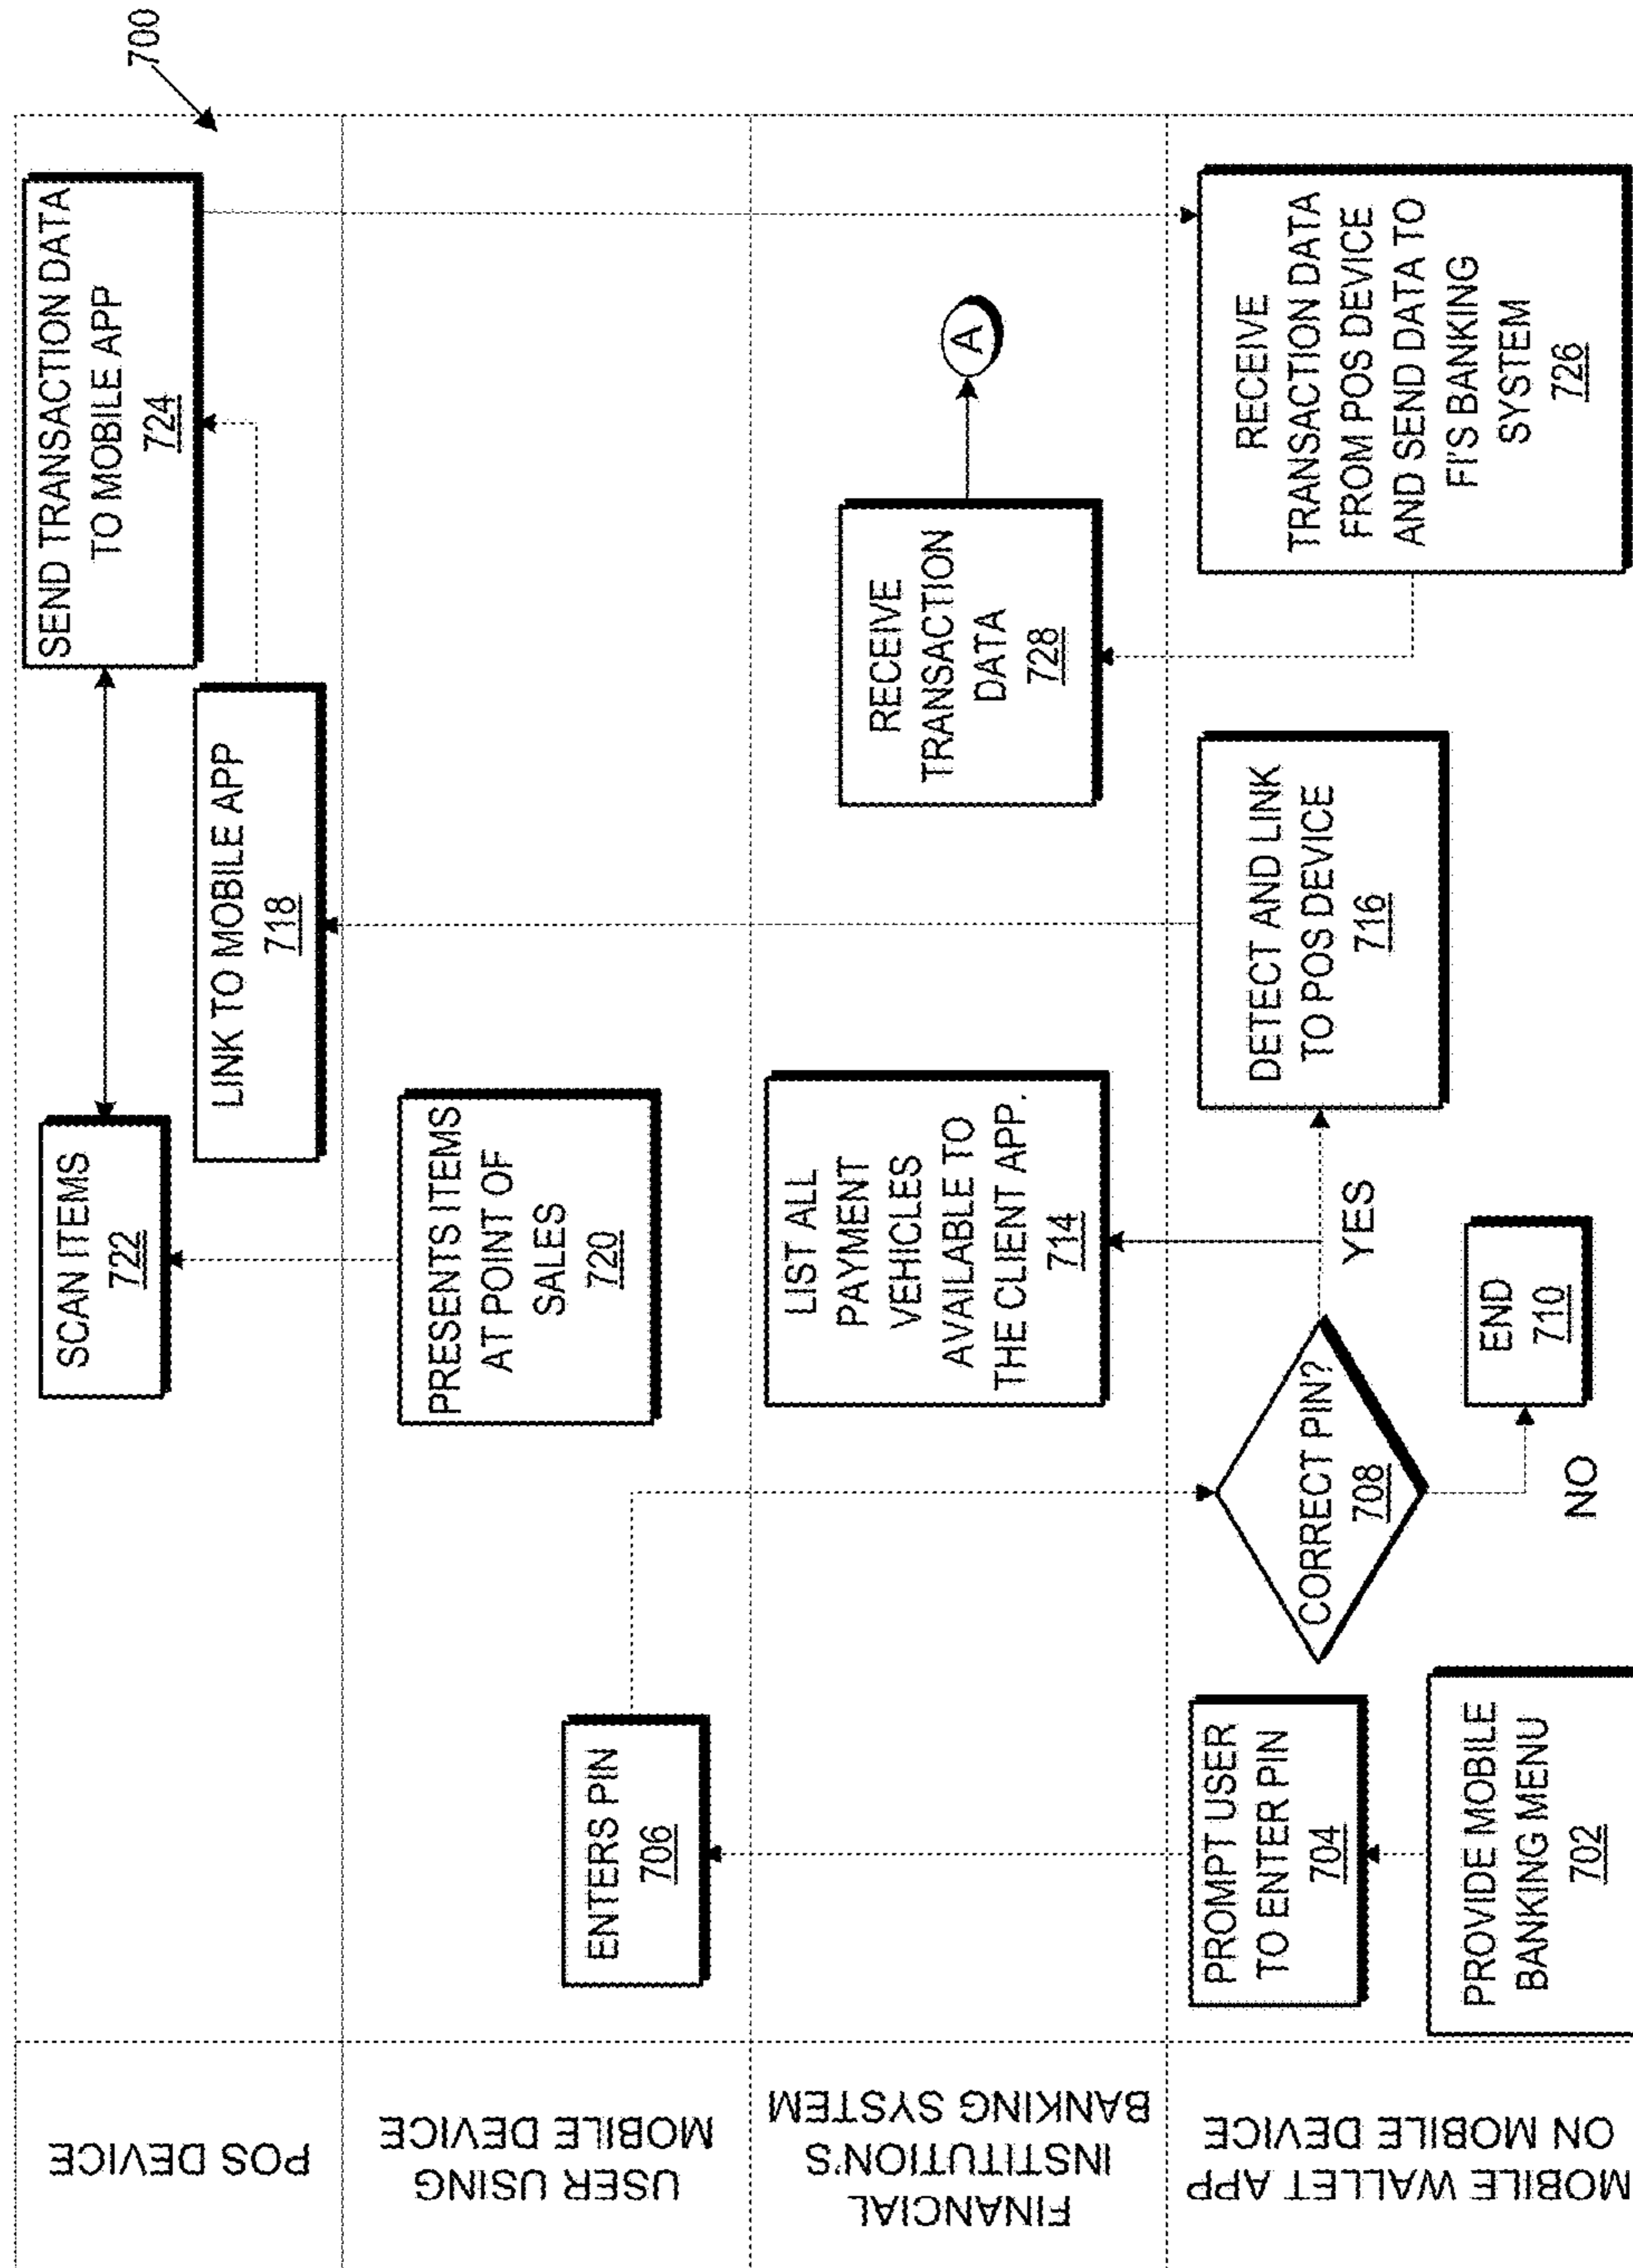 700
POS DEVICE
SCAN ITEMS
722
LINK TO MOBILE APP
718
SEND TRANSACTION DATA
TO MOBILE APP
724
USER USING
MOBILE DEVICE
ENTERS PIN
706
PRESENTS ITEMS
AT POINT OF
SALES
720
FINANCIAL
INSTITUTION'S
BANKING SYSTEM
LIST ALL
PAYMENT
VEHICLES
AVAILABLE TO
THE CLIENT APP.
714
RECEIVE
TRANSACTION
DATA
728
A
MOBILE WALLET APP
ON MOBILE DEVICE
PROMPT USER
TO ENTER PIN
704
PROVIDE MOBILE
BANKING MENU
702
CORRECT PIN?
708
YES
NO
END
710
DETECT AND LINK
TO POS DEVICE
716
RECEIVE
TRANSACTION DATA
FROM POS DEVICE
AND SEND DATA TO
FI'S BANKING
SYSTEM
726